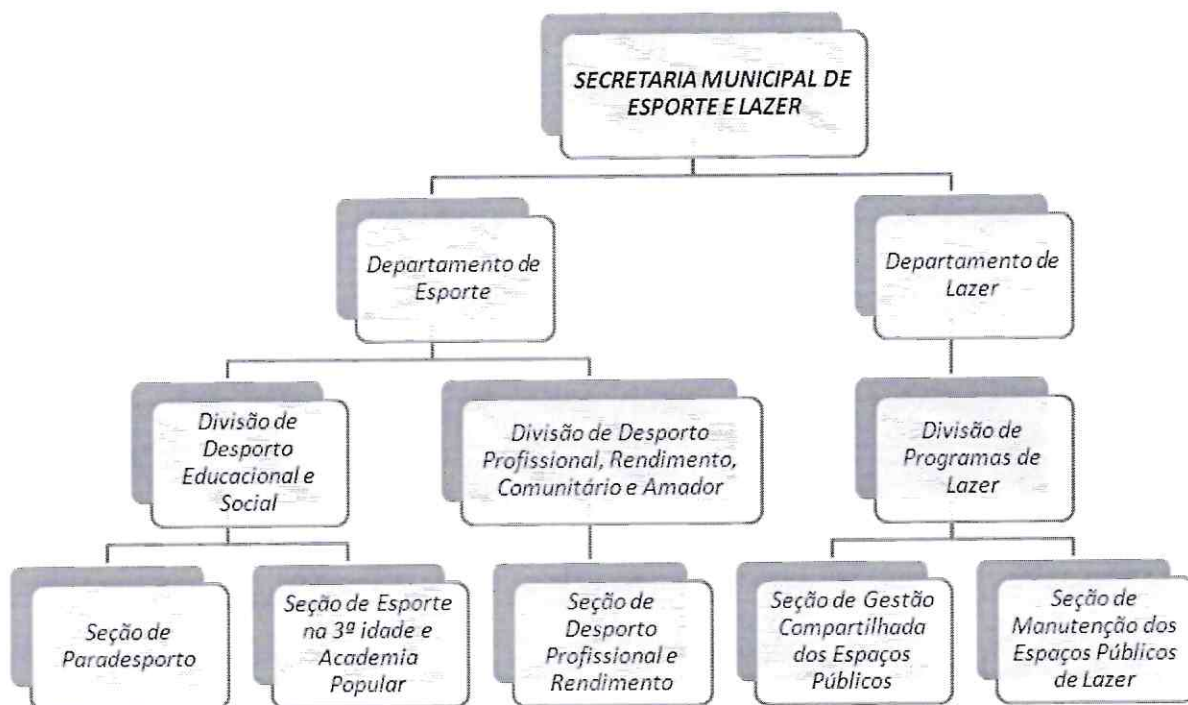 SECRETARIA MUNICIPAL DE
ESPORTE E LAZER
Departamento de
Esporte
Departamento de
Lazer
Divisão de
Desporto
Educacional e
Social
Divisão de Desporto
Profissional, Rendimento,
Comunitário e Amador
Divisão de
Programas de
Lazer
Seção de
Paradesporto
Seção de Esporte
na 3ª idade e
Academia
Popular
Seção de
Desporto
Profissional e
Rendimento
Seção de Gestão
Compartilhada
dos Espaços
Públicos
Seção de
Manutenção dos
Espaços Públicos
de Lazer